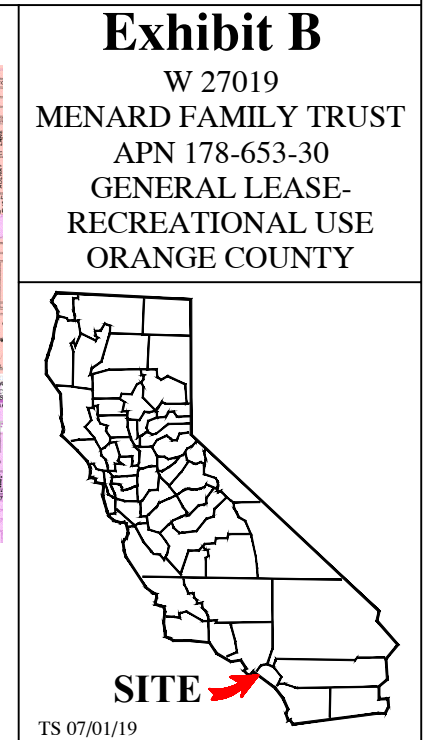 Exhibit B
W 27019
MENARD FAMILY TRUST
APN 178-653-30
GENERAL LEASE-
RECREATIONAL USE
ORANGE COUNTY
SITE
TS 07/01/19